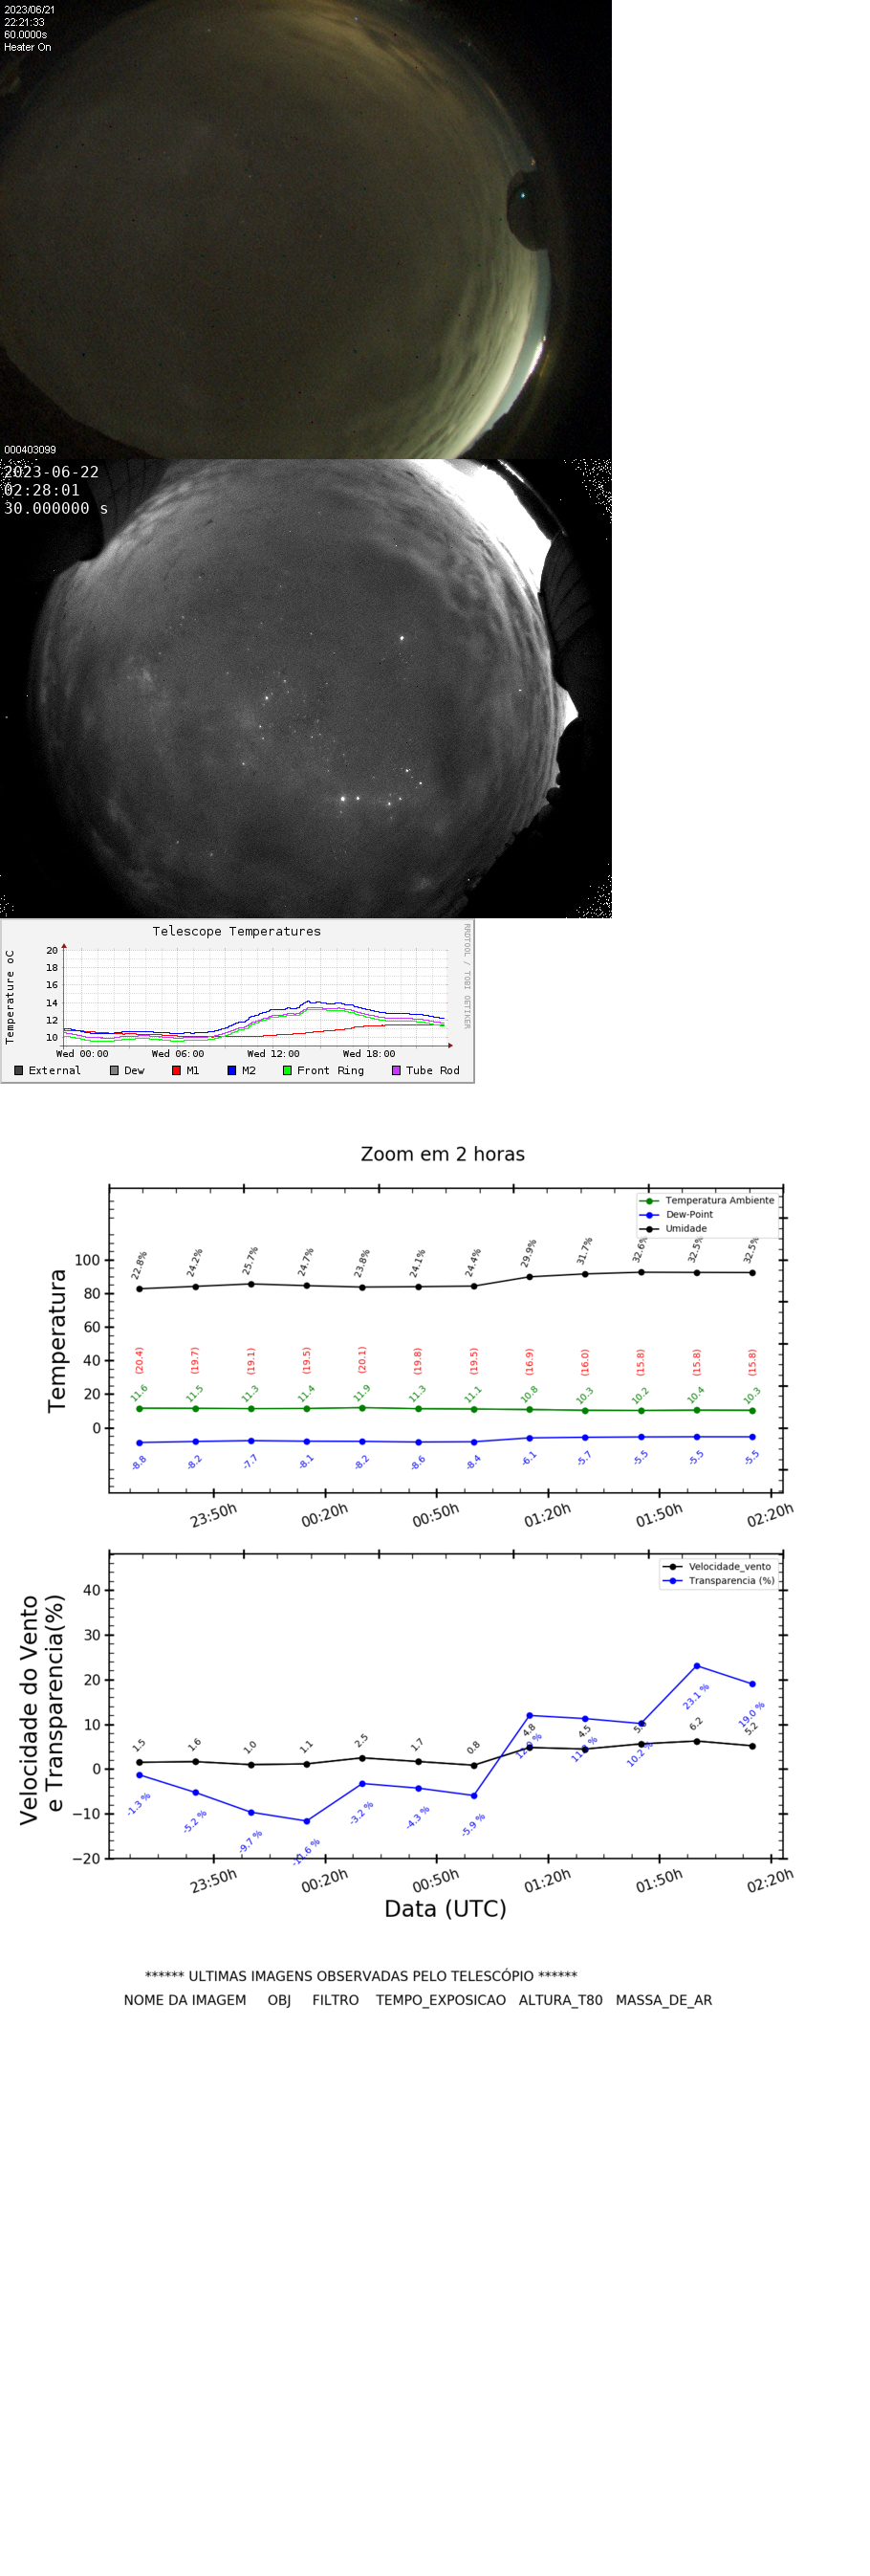 2023/06/21
22:21:33
60.0000s
Heater On
000403099
2023-06-22
02:28:01
30.000000 s
Telescope Temperatures
RRDTOOL / TOBI OETIKER
Temperature oC
20
18
16
14
12
10
Wed 00:00 Wed 06:00 Wed 12:00 Wed 18:00
External Dew M1 M2 Front Ring Tube Rod
Zoom em 2 horas
Temperatura Ambiente
Dew-Point
Umidade
Temperatura
100
80
60
40
20
0
22.8% 24.2% 25.7% 24.7% 23.8% 24.1% 24.4% 29.9% 31.7% 32.6% 32.5% 32.5%
(20.4) (19.7) (19.1) (19.5) (20.1) (19.8) (19.5) (16.9) (16.0) (15.8) (15.8) (15.8)
11.6 11.5 11.3 11.4 11.9 11.3 11.1 10.8 10.3 10.2 10.4 10.3
-8.8 -8.2 -7.7 -8.1 -8.2 -8.6 -8.4 -6.1 -5.7 -5.5 -5.5 -5.5
23:50h 00:20h 00:50h 01:20h 01:50h 02:20h
Velocidade_vento
Transparencia (%)
Velocidade do Vento
e Transparencia(%)
40
30
20
10
0
−10
−20
1.5 1.6 1.0 1.1 2.5 1.7 0.8 4.8 4.5 6.2 5.2
-1.3 % -5.2 % -9.7 % -11.6 % -3.2 % -4.3 % -5.9 % 10.2 % 23.1 % 19.0 %
23:50h 00:20h 00:50h 01:20h 01:50h 02:20h
Data (UTC)
****** ULTIMAS IMAGENS OBSERVADAS PELO TELESCÓPIO ******
NOME DA IMAGEM OBJ FILTRO TEMPO_EXPOSICAO ALTURA_T80 MASSA_DE_AR